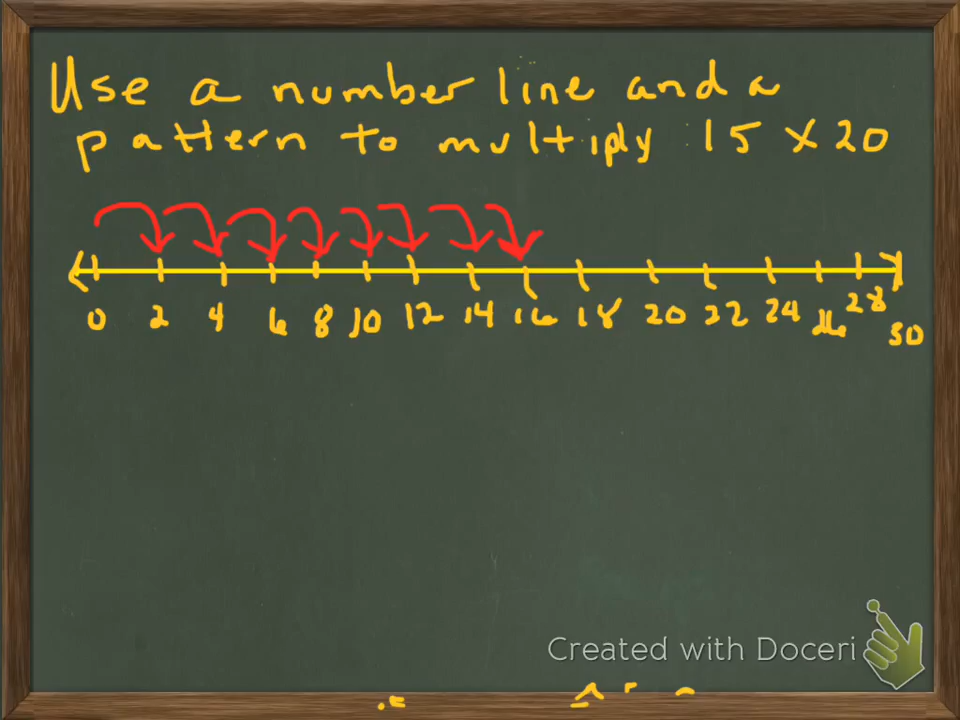 Use a number line and a
pattern to multiply 15 x 20
0 2 4 6 8 10 12 14 16 18 20 22 24 26 28 30
Created with Doceri